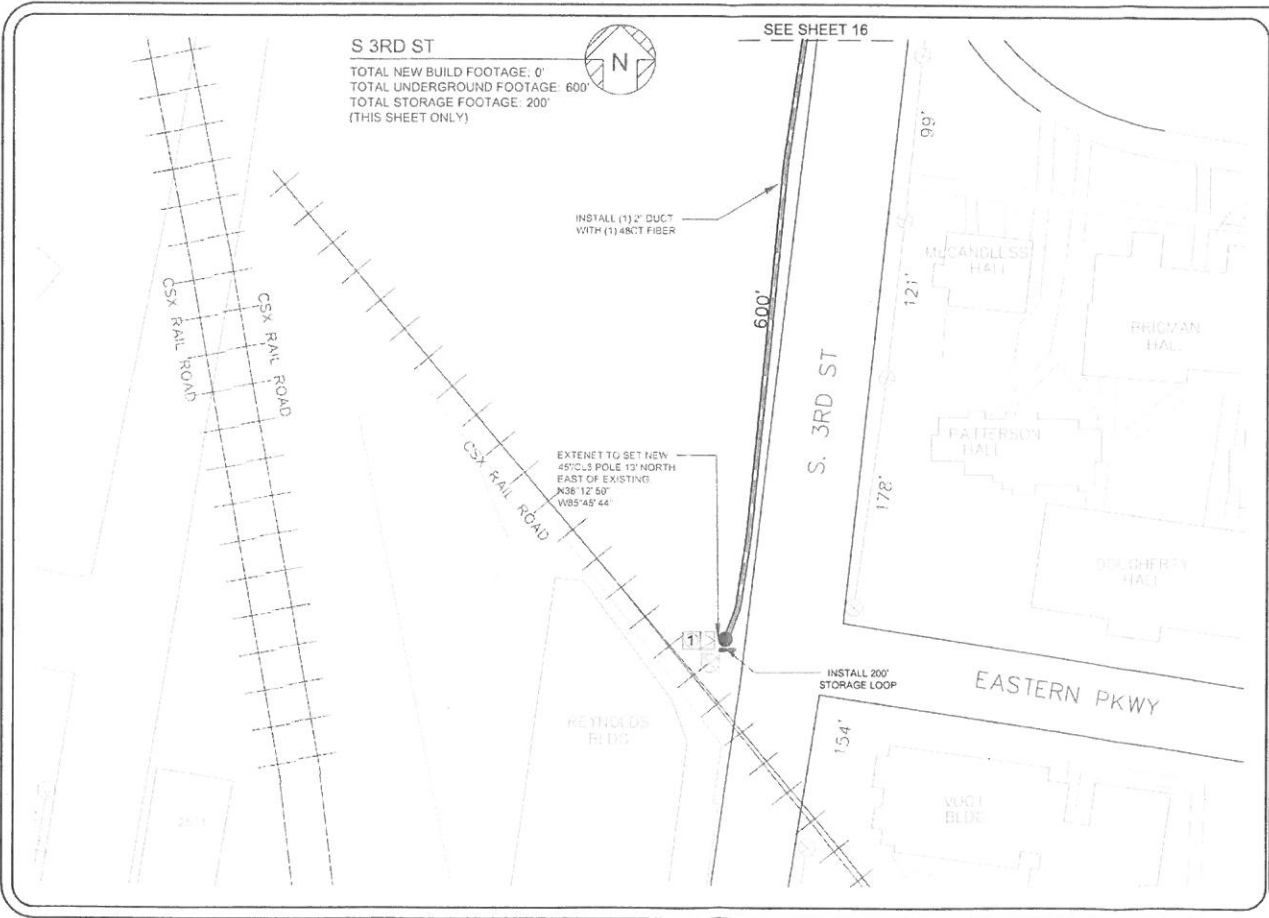 S 3RD ST
TOTAL NEW BUILD FOOTAGE: 0'
TOTAL UNDERGROUND FOOTAGE: 600'
TOTAL STORAGE FOOTAGE: 200'
(THIS SHEET ONLY)
N
SEE SHEET 16
99'
INSTALL (1) 2" DUCT
WITH (1) 48CT FIBER
MCCANDLESS
HALL
121'
CSX RAIL ROAD
CSX RAIL ROAD
600'
BRIGMAN
HALL
S. 3RD ST
PATTERSON
HALL
CSX RAIL ROAD
EXTENET TO SET NEW
45'/CL3 POLE 13' NORTH
EAST OF EXISTING
N38°12' 50"
W85°45' 44"
178'
DOUGHERTY
HALL
1
INSTALL 200'
STORAGE LOOP
EASTERN PKWY
REYNOLDS
BLDG
154'
VOGT
BLDG